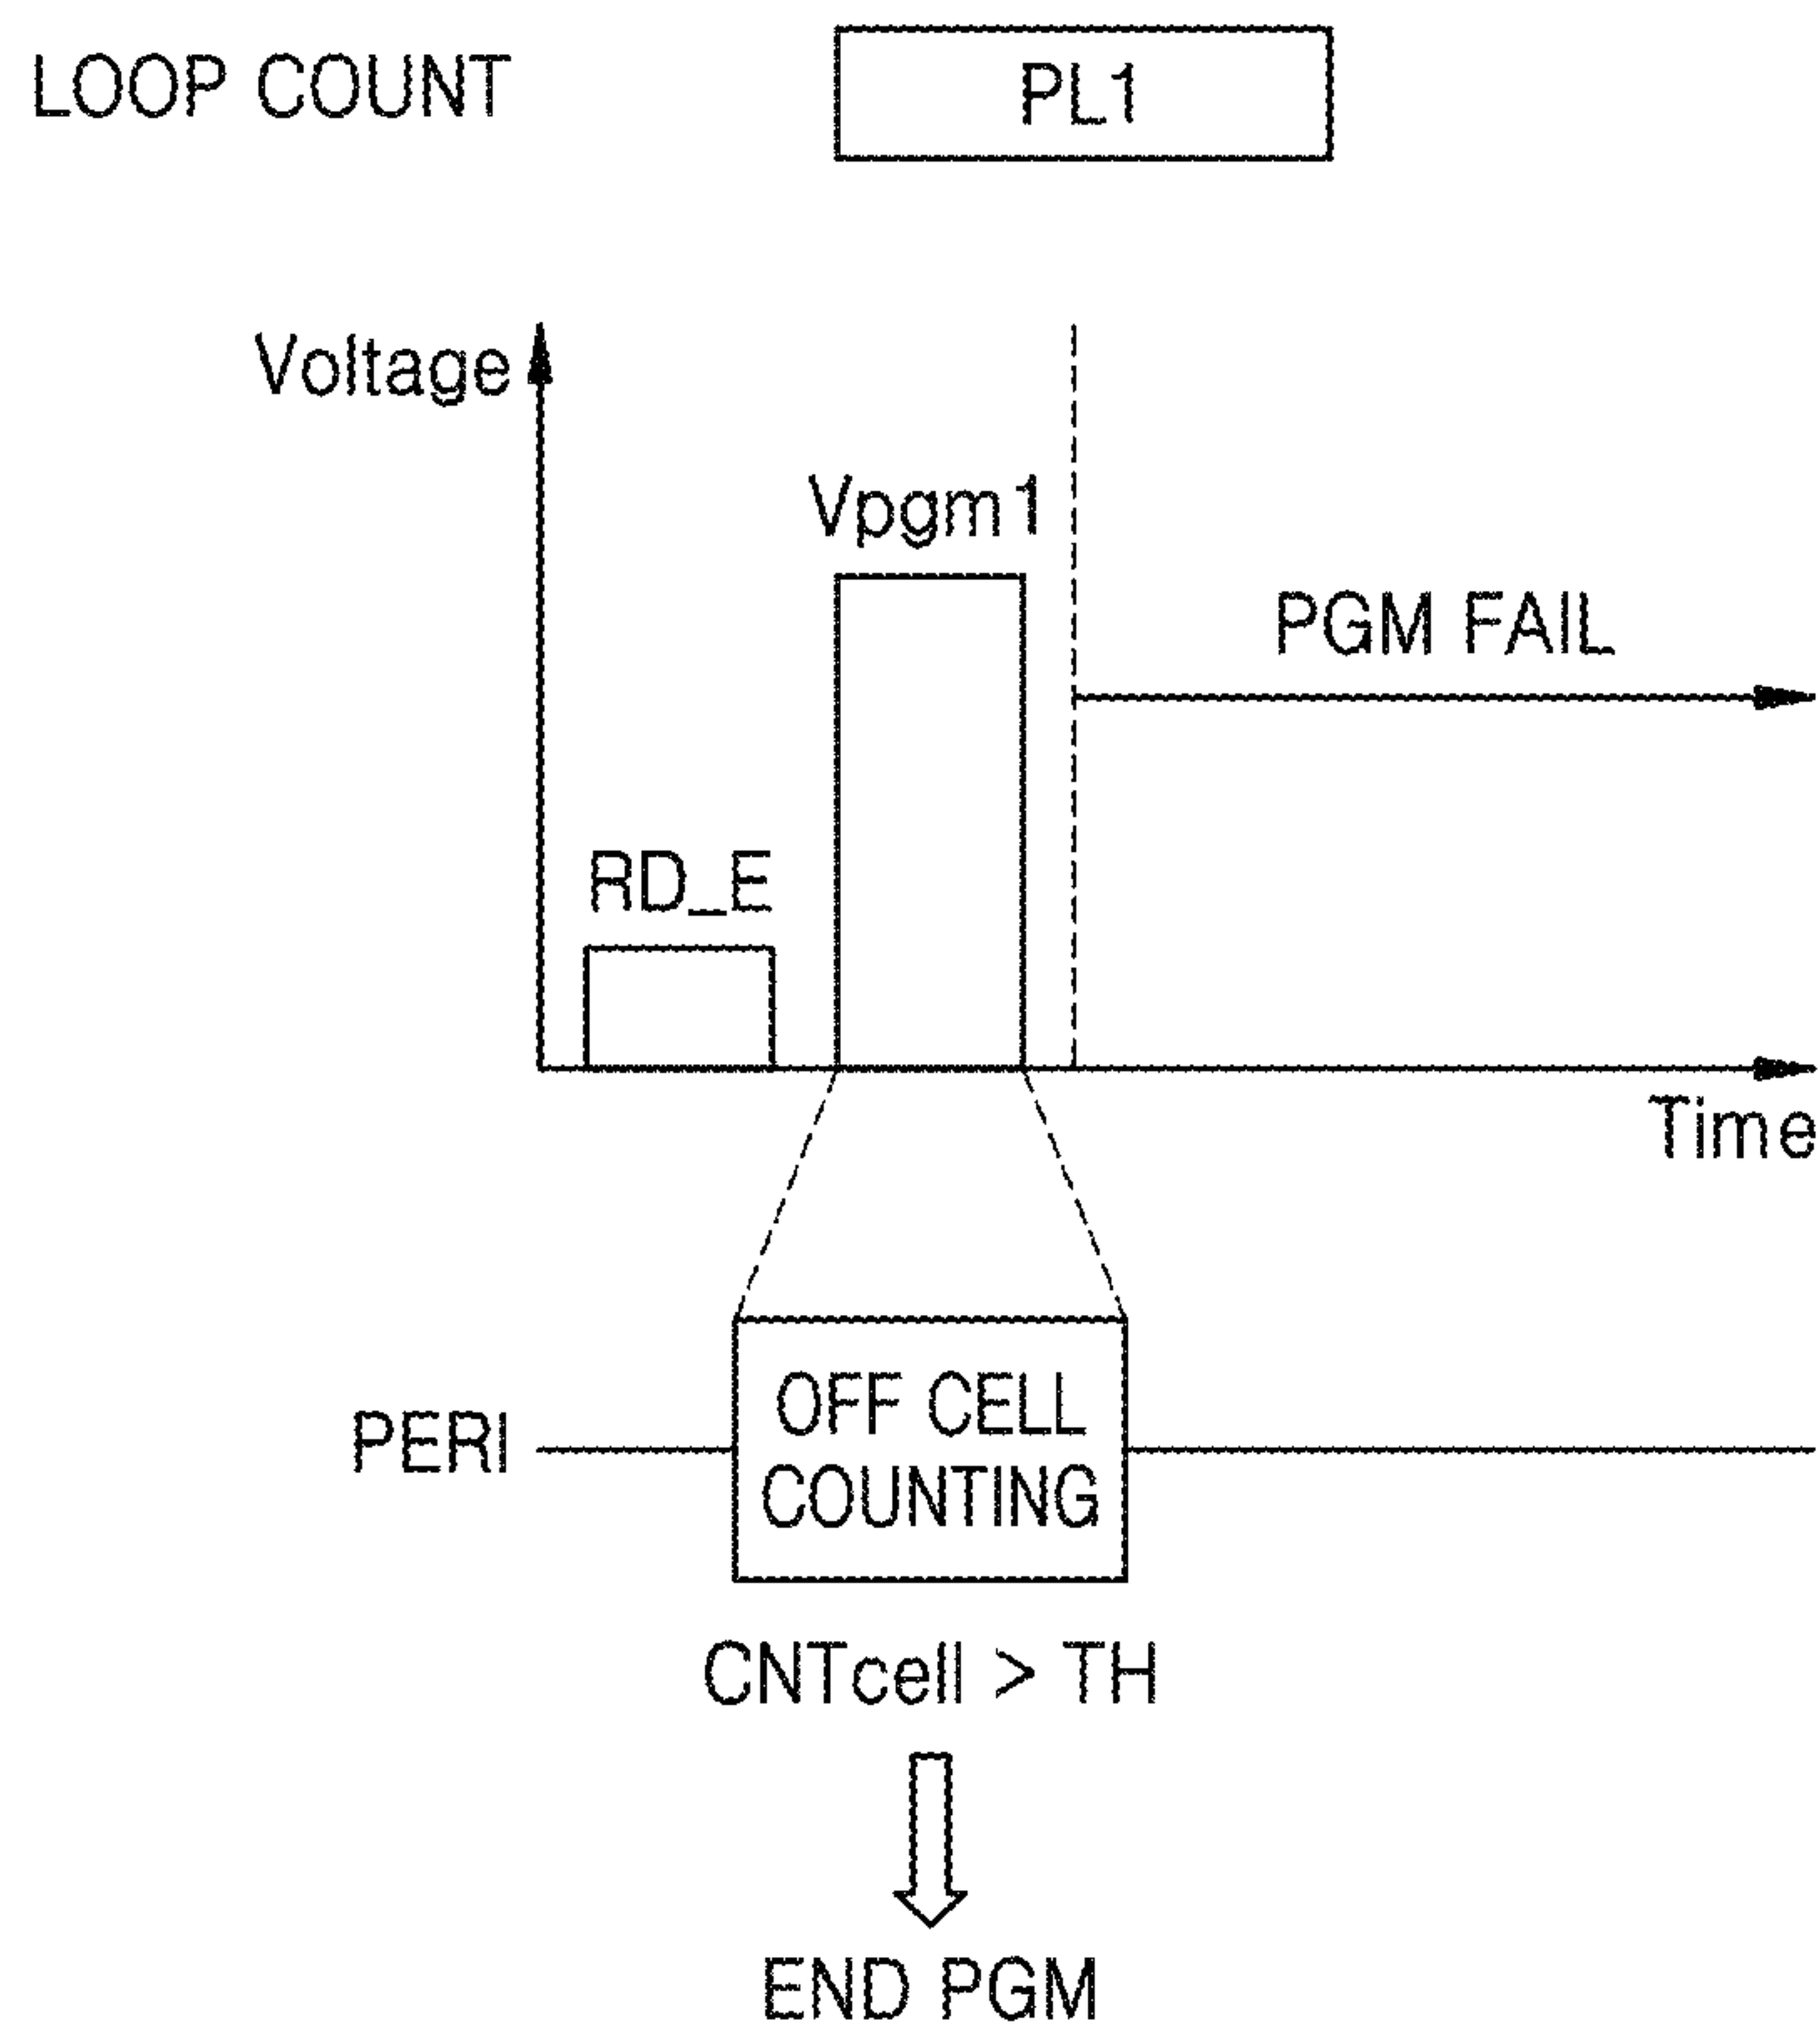 LOOP COUNT
PL1
Voltage
Vpgm1
PGM FAIL
RD_E
Time
PERI
OFF CELL
COUNTING
CNTcell > TH
END PGM